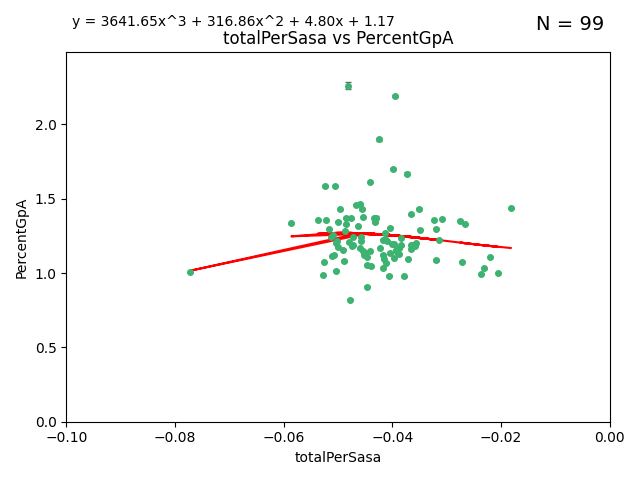 y = 3641.65x^3 + 316.86x^2 + 4.80x + 1.17
N = 99
totalPerSasa vs PercentGpA
PercentGpA
2.0
1.5
1.0
0.5
0.0
−0.10
−0.08
−0.06
−0.04
−0.02
0.00
totalPerSasa